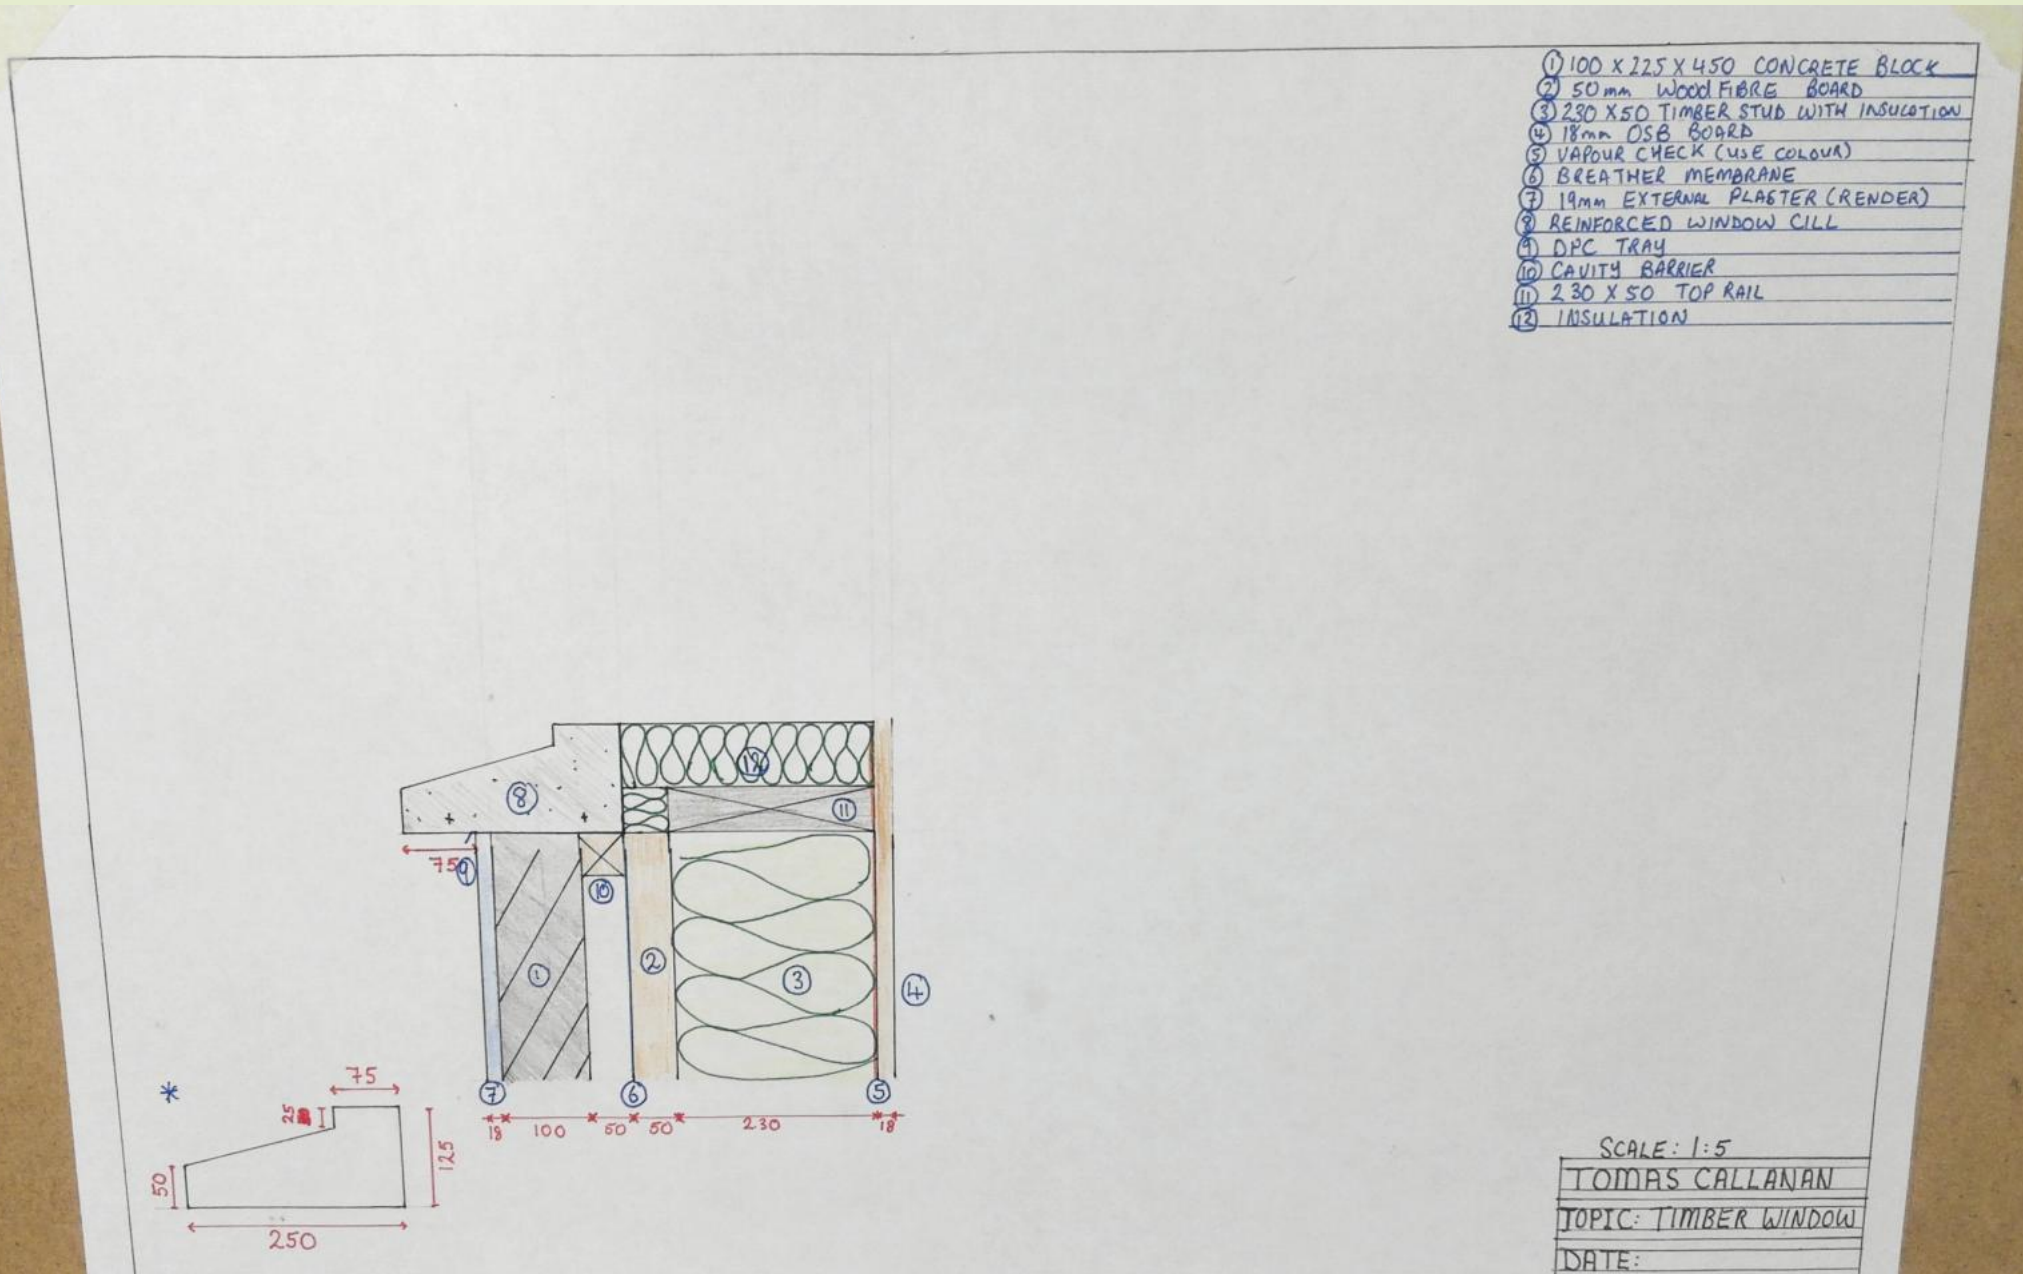 ① 100 X 225 X 450 CONCRETE BLOCK
② 50mm WOOD FIBRE BOARD
③ 230 X 50 TIMBER STUD WITH INSULATION
④ 18mm OSB BOARD
⑤ VAPOUR CHECK (USE COLOUR)
⑥ BREATHER MEMBRANE
⑦ 19mm EXTERNAL PLASTER (RENDER)
⑧ REINFORCED WINDOW CILL
⑨ DPC TRAY
⑩ CAVITY BARRIER
⑪ 230 X 50 TOP RAIL
⑫ INSULATION
⑫
⑧
⑪
75
⑨
⑩
①
②
③
④
⑦
⑥
⑤
18
100
50
50
230
18
*
75
25
125
50
250
SCALE: 1:5
TOMAS CALLANAN
TOPIC: TIMBER WINDOW
DATE: